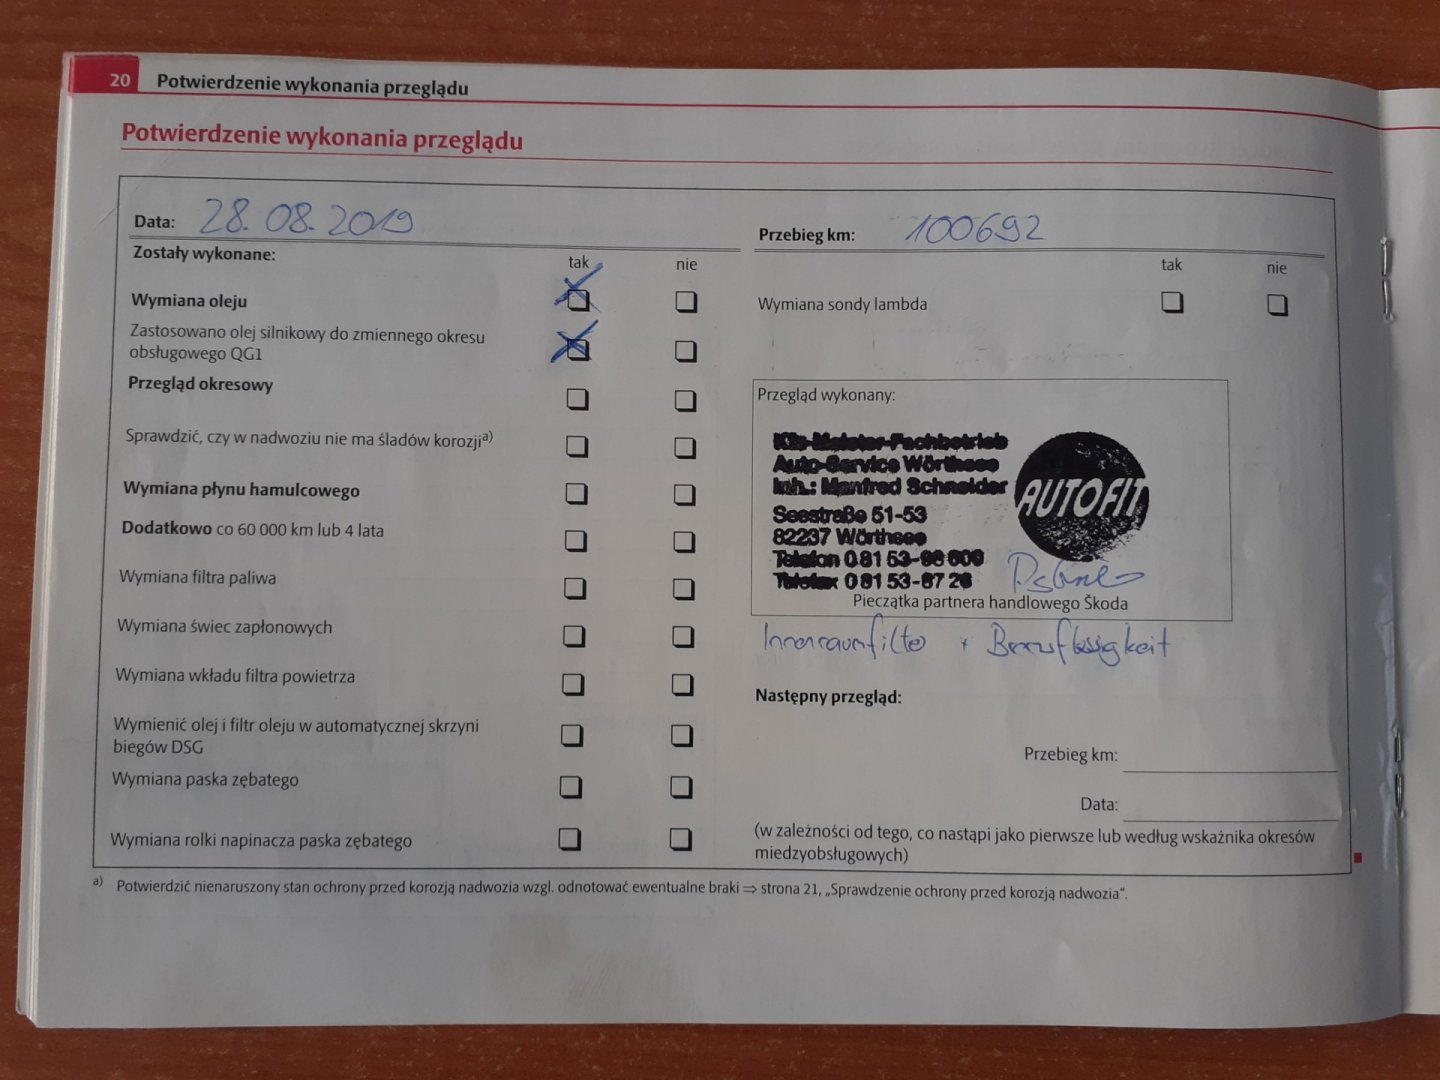 20 Potwierdzenie wykonania przeglądu
Potwierdzenie wykonania przeglądu
Data: 28.08.2019
Przebieg km: 100692
Zostały wykonane:
tak nie
tak nie
Wymiana oleju
Wymiana sondy lambda
Zastosowano olej silnikowy do zmiennego okresu
obsługowego QG1
Przegląd okresowy
Sprawdzić, czy w nadwoziu nie ma śladów korozji a)
Wymiana płynu hamulcowego
Dodatkowo co 60 000 km lub 4 lata
Wymiana filtra paliwa
Wymiana świec zapłonowych
Wymiana wkładu filtra powietrza
Wymienić olej i filtr oleju w automatycznej skrzyni
biegów DSG
Wymiana paska zębatego
Wymiana rolki napinacza paska zębatego
Przegląd wykonany:
Kfz-Meister-Fachbetrieb
Auto-Service Wörthsee
Inh.: Manfred Schneider
Seestraße 51-53
82237 Wörthsee
Telefon 0 81 53-
Telefax 0 81 53-67 26
AUTOFIT
Pieczątka partnera handlowego Škoda
Innenraumfilter +
Następny przegląd:
Przebieg km:
Data:
(w zależności od tego, co nastąpi jako pierwsze lub według wskaźnika okresów
miedzyobsługowych)
a) Potwierdzić nienaruszony stan ochrony przed korozją nadwozia wzgl. odnotować ewentualne braki ⇒ strona 21, „Sprawdzenie ochrony przed korozją nadwozia“.